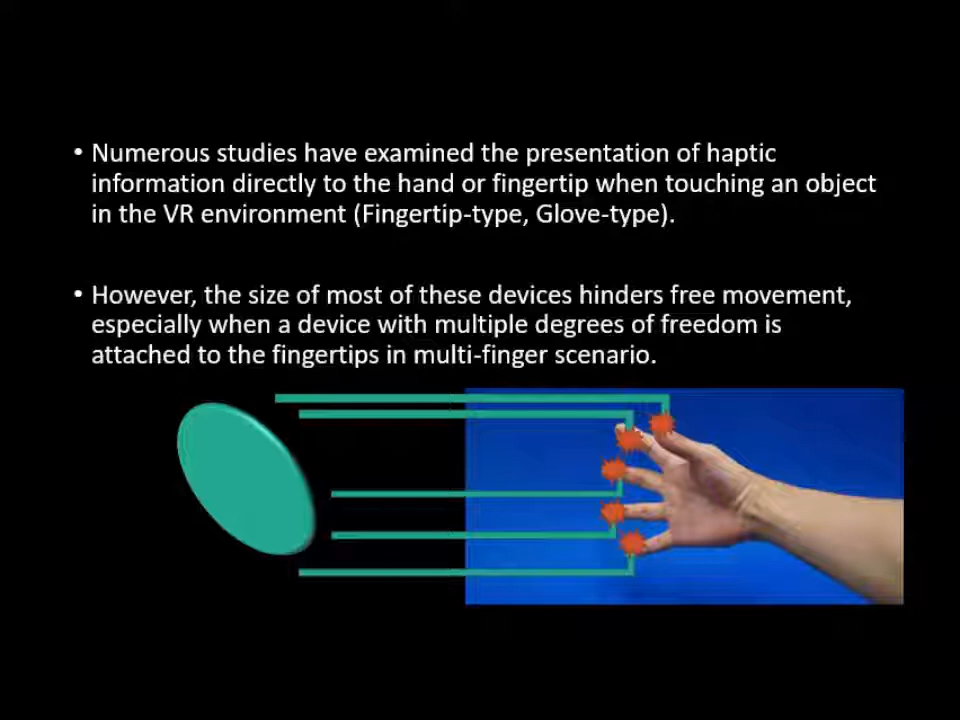 • Numerous studies have examined the presentation of haptic
information directly to the hand or fingertip when touching an object
in the VR environment (Fingertip-type, Glove-type).
• However, the size of most of these devices hinders free movement,
especially when a device with multiple degrees of freedom is
attached to the fingertips in multi-finger scenario.